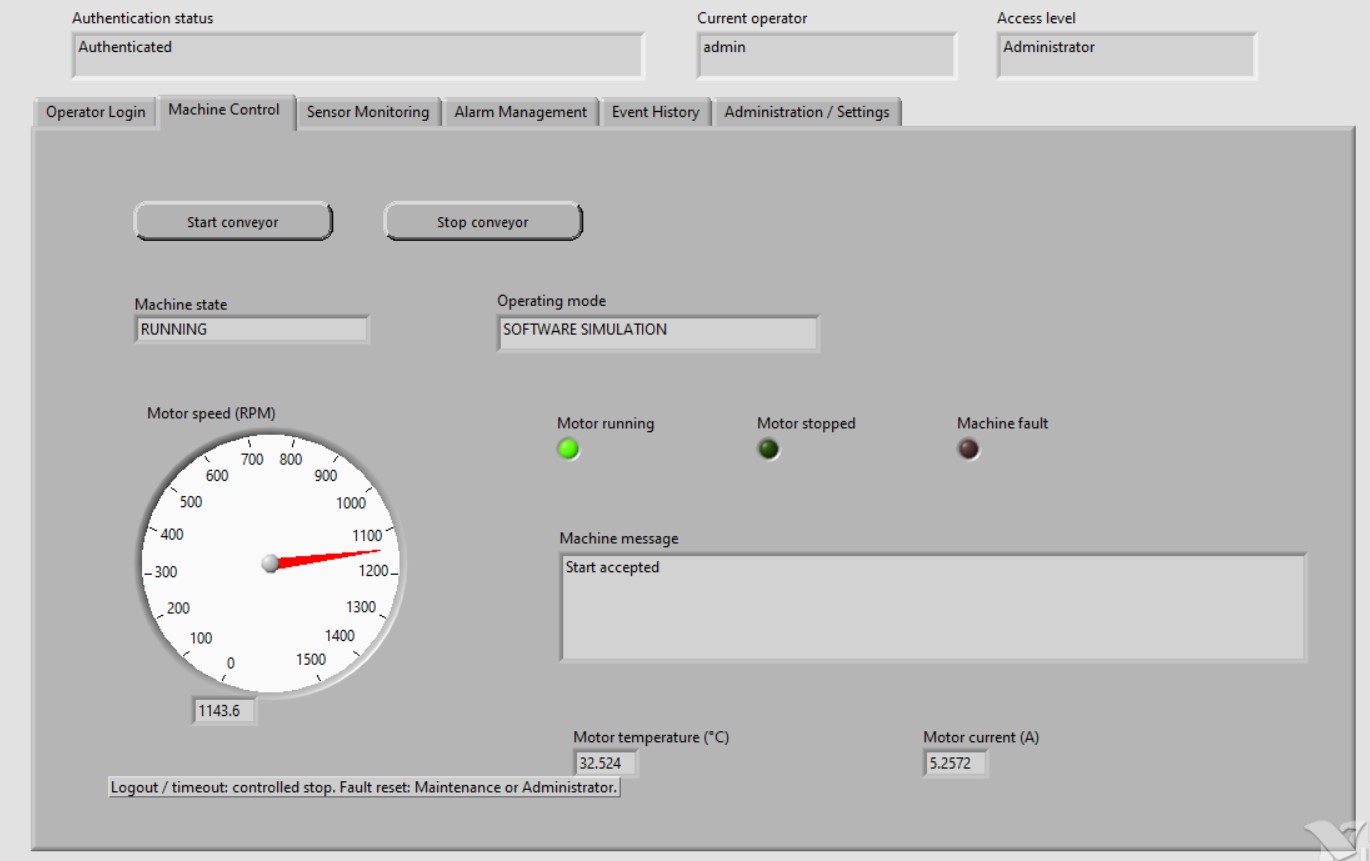 Authentication status
Current operator
Access level
Authenticated
admin
Administrator
Operator Login
Machine Control
Sensor Monitoring
Alarm Management
Event History
Administration / Settings
Start conveyor
Stop conveyor
Machine state
Operating mode
RUNNING
SOFTWARE SIMULATION
Motor speed (RPM)
0
100
200
300
400
500
600
700
800
900
1000
1100
1200
1300
1400
1500
1143.6
Motor running
Motor stopped
Machine fault
Machine message
Start accepted
Motor temperature (°C)
Motor current (A)
32.524
5.2572
Logout / timeout: controlled stop. Fault reset: Maintenance or Administrator.